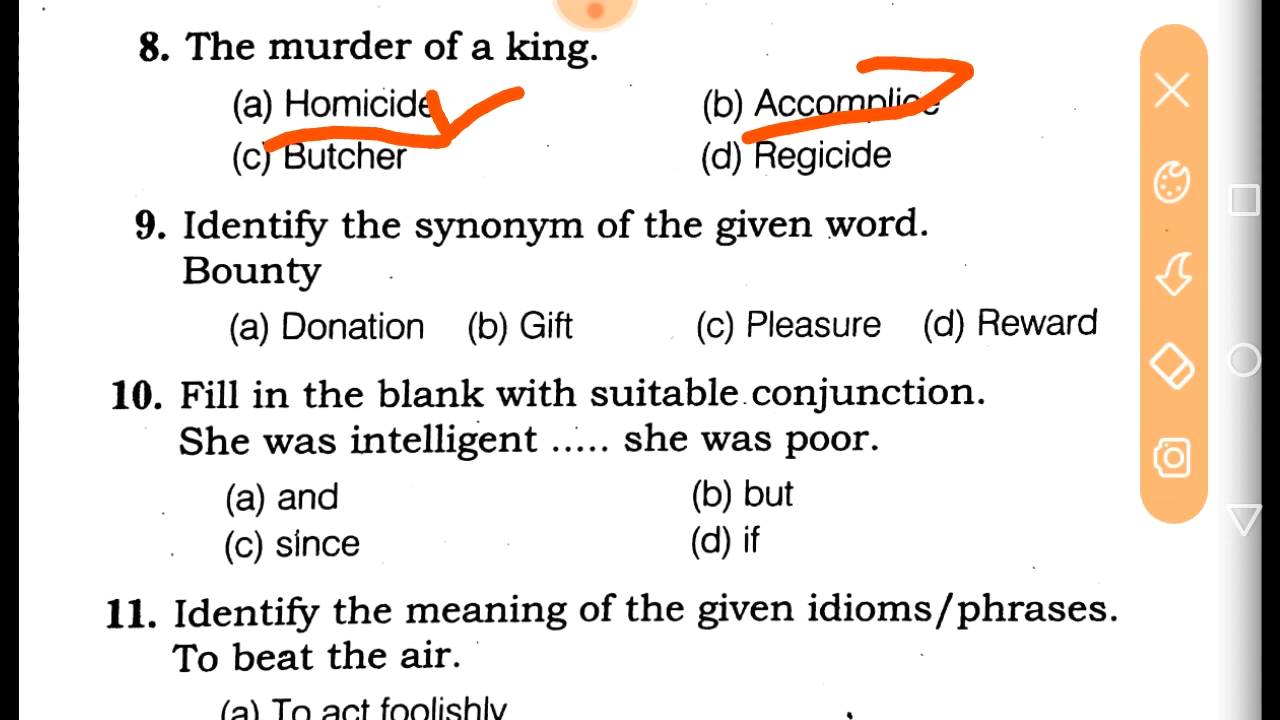 8. The murder of a king.
(a) Homicide (b) Accomplice
(c) Butcher (d) Regicide
9. Identify the synonym of the given word.
Bounty
(a) Donation (b) Gift (c) Pleasure (d) Reward
10. Fill in the blank with suitable conjunction.
She was intelligent ..... she was poor.
(a) and (b) but
(c) since (d) if
11. Identify the meaning of the given idioms/phrases.
To beat the air.
(a) To act foolishly